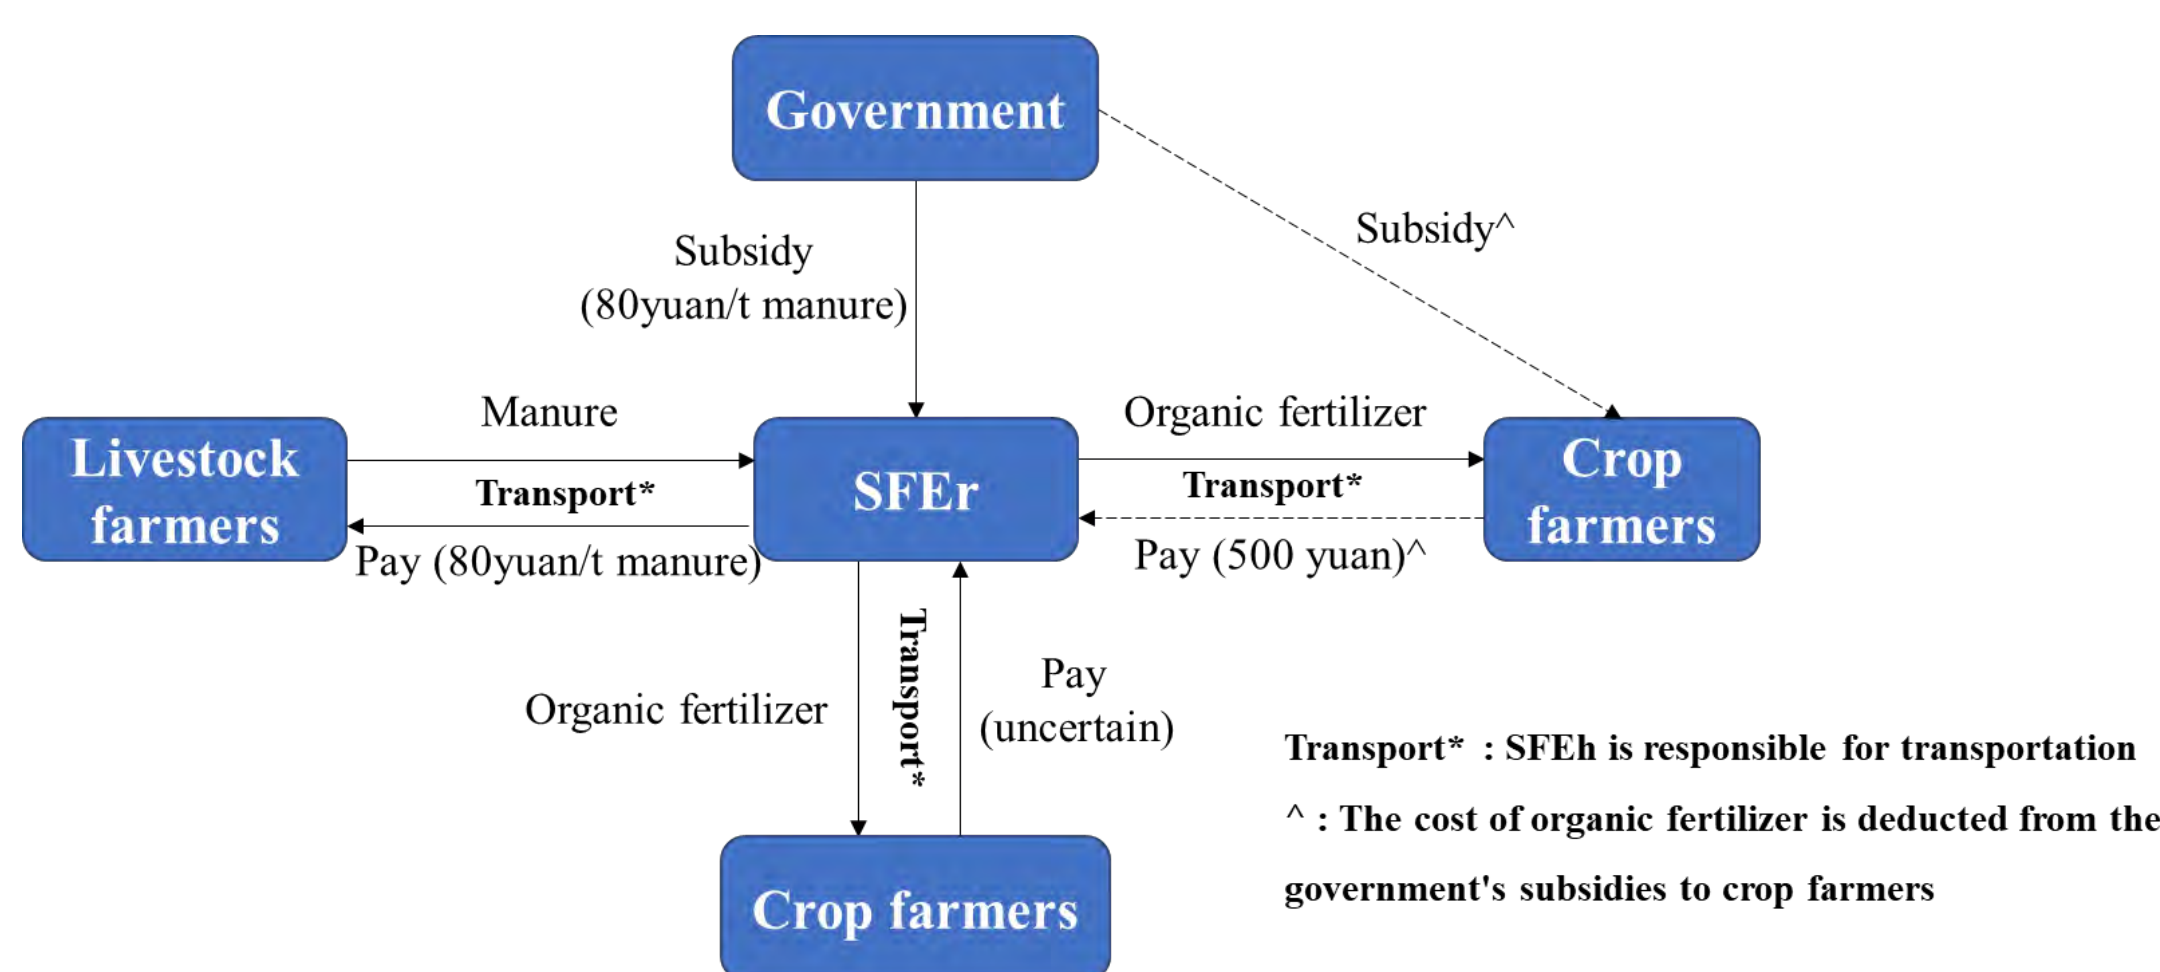 Government
Subsidy
(80yuan/t manure)
Subsidy^
Manure
Organic fertilizer
Livestock
farmers
Transport*
SFEr
Transport*
Crop
farmers
Pay (80yuan/t manure)
Pay (500 yuan)^
Organic fertilizer
Transport*
Pay
(uncertain)
Crop farmers
Transport* : SFEh is responsible for transportation
^ : The cost of organic fertilizer is deducted from the
government's subsidies to crop farmers